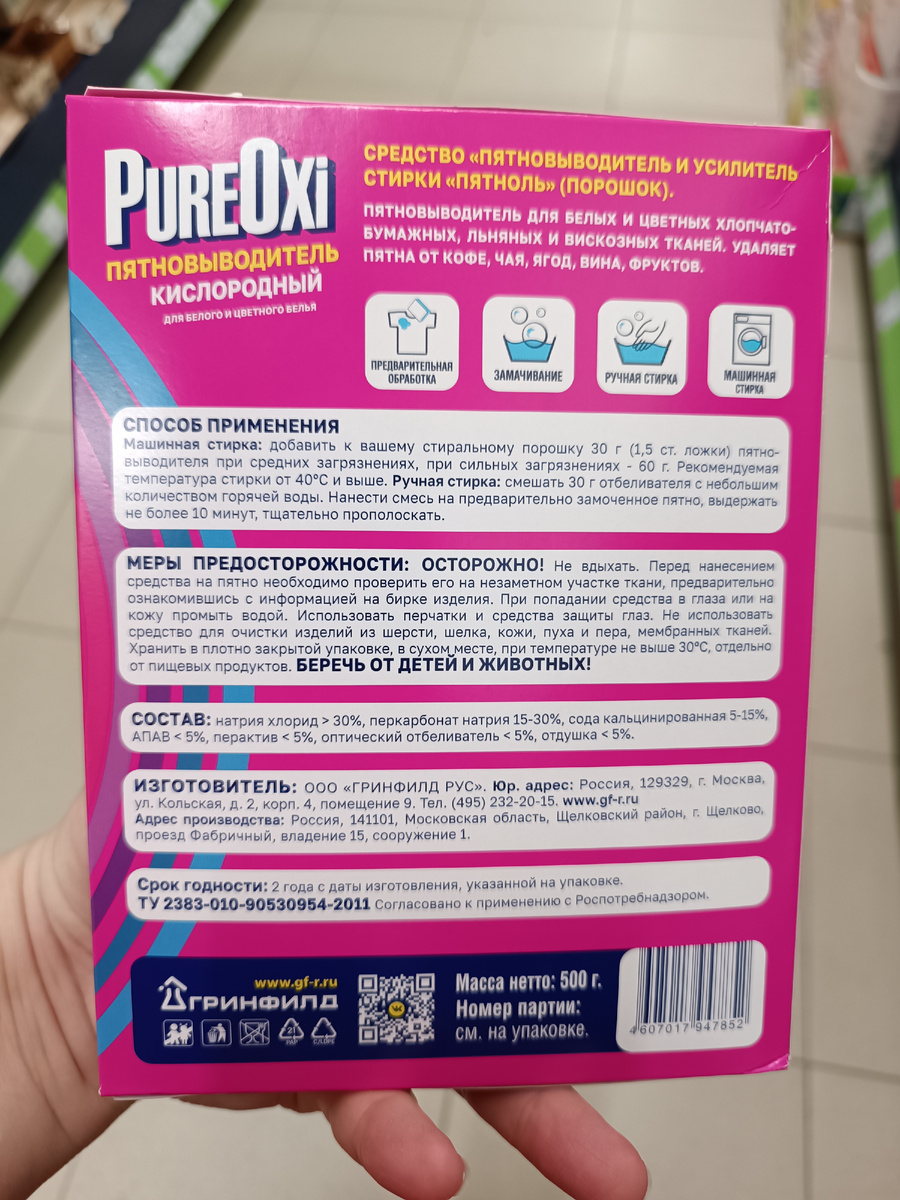 PUREOXI
ПЯТНОВЫВОДИТЕЛЬ
КИСЛОРОДНЫЙ
ДЛЯ БЕЛОГО И ЦВЕТНОГО БЕЛЬЯ
СРЕДСТВО «ПЯТНОВЫВОДИТЕЛЬ И УСИЛИТЕЛЬ
СТИРКИ «ПЯТНОЛЬ» (ПОРОШОК).
ПЯТНОВЫВОДИТЕЛЬ ДЛЯ БЕЛЫХ И ЦВЕТНЫХ ХЛОПЧАТО-
БУМАЖНЫХ, ЛЬНЯНЫХ И ВИСКОЗНЫХ ТКАНЕЙ. УДАЛЯЕТ
ПЯТНА ОТ КОФЕ, ЧАЯ, ЯГОД, ВИНА, ФРУКТОВ.
ПРЕДВАРИТЕЛЬНАЯ
ОБРАБОТКА
ЗАМАЧИВАНИЕ
РУЧНАЯ СТИРКА
МАШИННАЯ
СТИРКА
СПОСОБ ПРИМЕНЕНИЯ
Машинная стирка: добавить к вашему стиральному порошку 30 г (1,5 ст. ложки) пятно-
выводителя при средних загрязнениях, при сильных загрязнениях - 60 г. Рекомендуемая
температура стирки от 40°С и выше. Ручная стирка: смешать 30 г отбеливателя с небольшим
количеством горячей воды. Нанести смесь на предварительно замоченное пятно, выдержать
не более 10 минут, тщательно прополоскать.
МЕРЫ ПРЕДОСТОРОЖНОСТИ: ОСТОРОЖНО! Не вдыхать. Перед нанесением
средства на пятно необходимо проверить его на незаметном участке ткани, предварительно
ознакомившись с информацией на бирке изделия. При попадании средства в глаза или на
кожу промыть водой. Использовать перчатки и средства защиты глаз. Не использовать
средство для очистки изделий из шерсти, шелка, кожи, пуха и пера, мембранных тканей.
Хранить в плотно закрытой упаковке, в сухом месте, при температуре не выше 30°С, отдельно
от пищевых продуктов. БЕРЕЧЬ ОТ ДЕТЕЙ И ЖИВОТНЫХ!
СОСТАВ: натрия хлорид > 30%, перкарбонат натрия 15-30%, сода кальцинированная 5-15%,
АПАВ < 5%, перактив < 5%, оптический отбеливатель < 5%, отдушка < 5%.
ИЗГОТОВИТЕЛЬ: ООО «ГРИНФИЛД РУС». Юр. адрес: Россия, 129329, г. Москва,
ул. Кольская, д. 2, корп. 4, помещение 9. Тел. (495) 232-20-15. www.gf-r.ru
Адрес производства: Россия, 141101, Московская область, Щелковский район, г. Щелково,
проезд Фабричный, владение 15, сооружение 1.
Срок годности: 2 года с даты изготовления, указанной на упаковке.
ТУ 2383-010-90530954-2011 Согласовано к применению с Роспотребнадзором.
www.gf-r.ru
ГРИНФИЛД
21
PAP
C/LDPE
Масса нетто: 500 г.
Номер партии:
см. на упаковке.
4 607017 947852